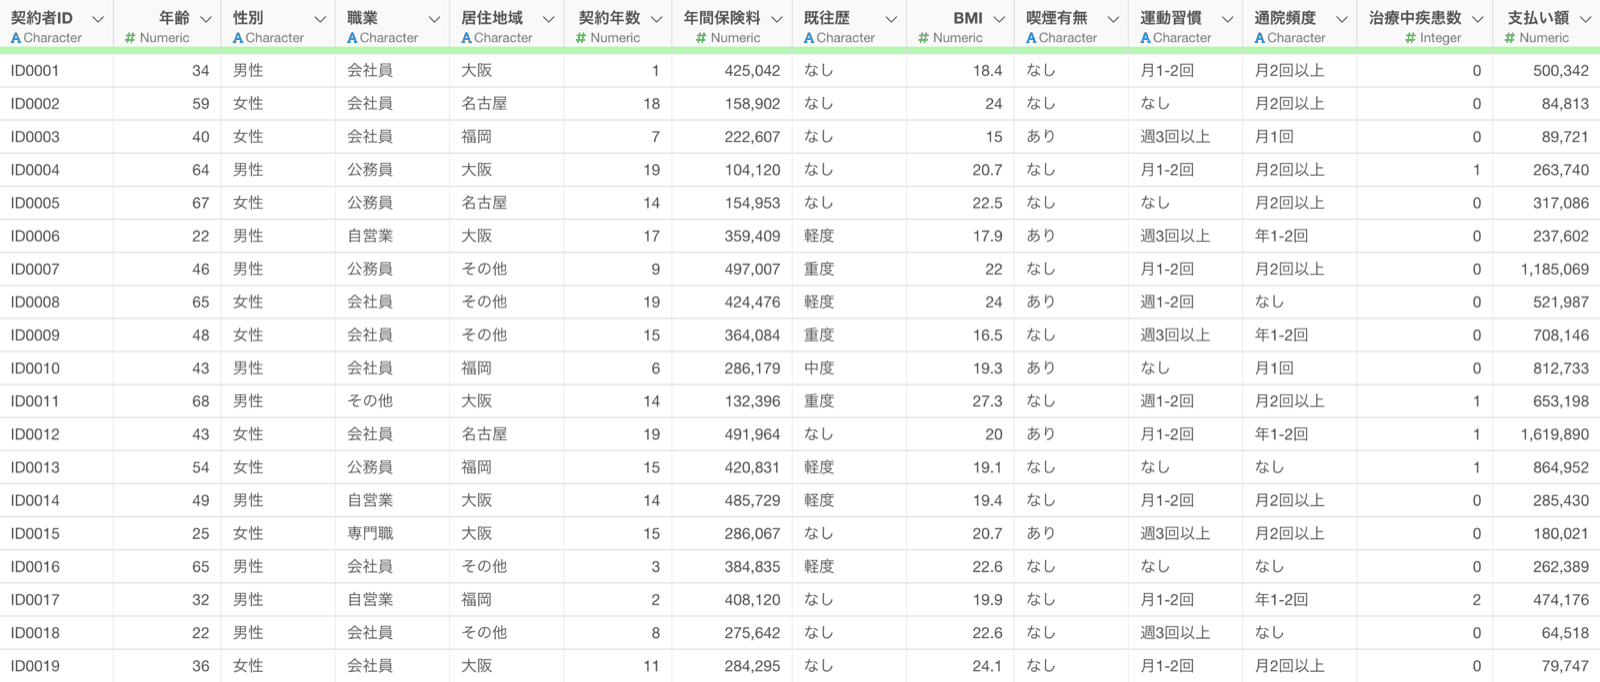 契約者ID 年齢 性別 職業 居住地域 契約年数 年間保険料 既往歴 BMI 喫煙有無 運動習慣 通院頻度 治療中疾患数 支払い額
A Character # Numeric A Character A Character A Character # Numeric # Numeric A Character # Numeric A Character A Character A Character # Integer # Numeric
ID0001 34 男性 会社員 大阪 1 425,042 なし 18.4 なし 月1-2回 月2回以上 0 500,342
ID0002 59 女性 会社員 名古屋 18 158,902 なし 24 なし なし 月2回以上 0 84,813
ID0003 40 女性 会社員 福岡 7 222,607 なし 15 あり 週3回以上 月1回 0 89,721
ID0004 64 男性 公務員 大阪 19 104,120 なし 20.7 なし 月1-2回 月2回以上 1 263,740
ID0005 67 女性 公務員 名古屋 14 154,953 なし 22.5 なし なし 月2回以上 0 317,086
ID0006 22 男性 自営業 大阪 17 359,409 軽度 17.9 あり 週3回以上 年1-2回 0 237,602
ID0007 46 男性 公務員 その他 9 497,007 重度 22 なし 月1-2回 月2回以上 0 1,185,069
ID0008 65 女性 会社員 その他 19 424,476 軽度 24 あり 週1-2回 なし 0 521,987
ID0009 48 女性 会社員 その他 15 364,084 重度 16.5 なし 週3回以上 年1-2回 0 708,146
ID0010 43 男性 会社員 福岡 6 286,179 中度 19.3 あり なし 月1回 0 812,733
ID0011 68 男性 その他 大阪 14 132,396 重度 27.3 なし 週1-2回 月2回以上 1 653,198
ID0012 43 女性 会社員 名古屋 19 491,964 なし 20 あり 月1-2回 年1-2回 1 1,619,890
ID0013 54 女性 公務員 福岡 15 420,831 軽度 19.1 なし なし なし 1 864,952
ID0014 49 男性 自営業 大阪 14 485,729 軽度 19.4 なし 月1-2回 月2回以上 0 285,430
ID0015 25 女性 専門職 大阪 15 286,067 なし 20.7 あり 週3回以上 月2回以上 0 180,021
ID0016 65 男性 会社員 その他 3 384,835 軽度 22.6 なし なし なし 0 262,389
ID0017 32 男性 自営業 福岡 2 408,120 なし 19.9 なし 月1-2回 年1-2回 2 474,176
ID0018 22 男性 会社員 その他 8 275,642 なし 22.6 なし 週3回以上 なし 0 64,518
ID0019 36 女性 会社員 大阪 11 284,295 なし 24.1 なし 月1-2回 月2回以上 0 79,747